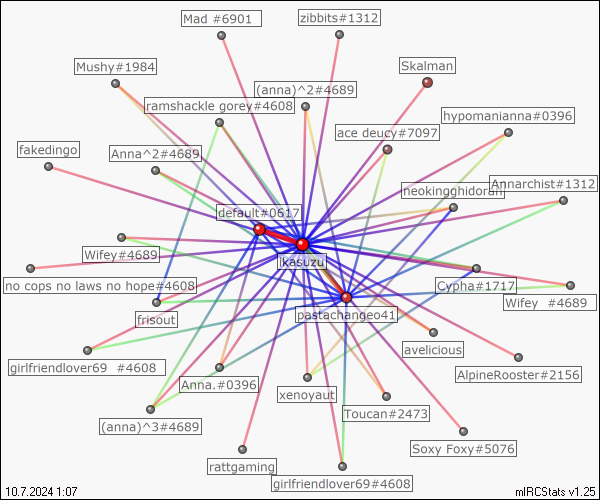 Mad #6901
zibbits#1312
Mushy#1984
Skalman
(anna)^2#4689
ramshackle gorey#4608
hypomanianna#0396
ace deucy#7097
fakedingo
Anna^2#4689
neokingghidorah
Annarchist#1312
default#0617
Wifey#4689
ikasuzu
no cops no laws no hope#4608
Cypha#1717
Wifey  #4689
frisout
pastachangeo41
avelicious
girlfriendlover69  #4608
AlpineRooster#2156
Anna.#0396
xenoyaut
Toucan#2473
(anna)^3#4689
Soxy Foxy#5076
rattgaming
girlfriendlover69#4608
10.7.2024 1:07
mIRCStats v1.25